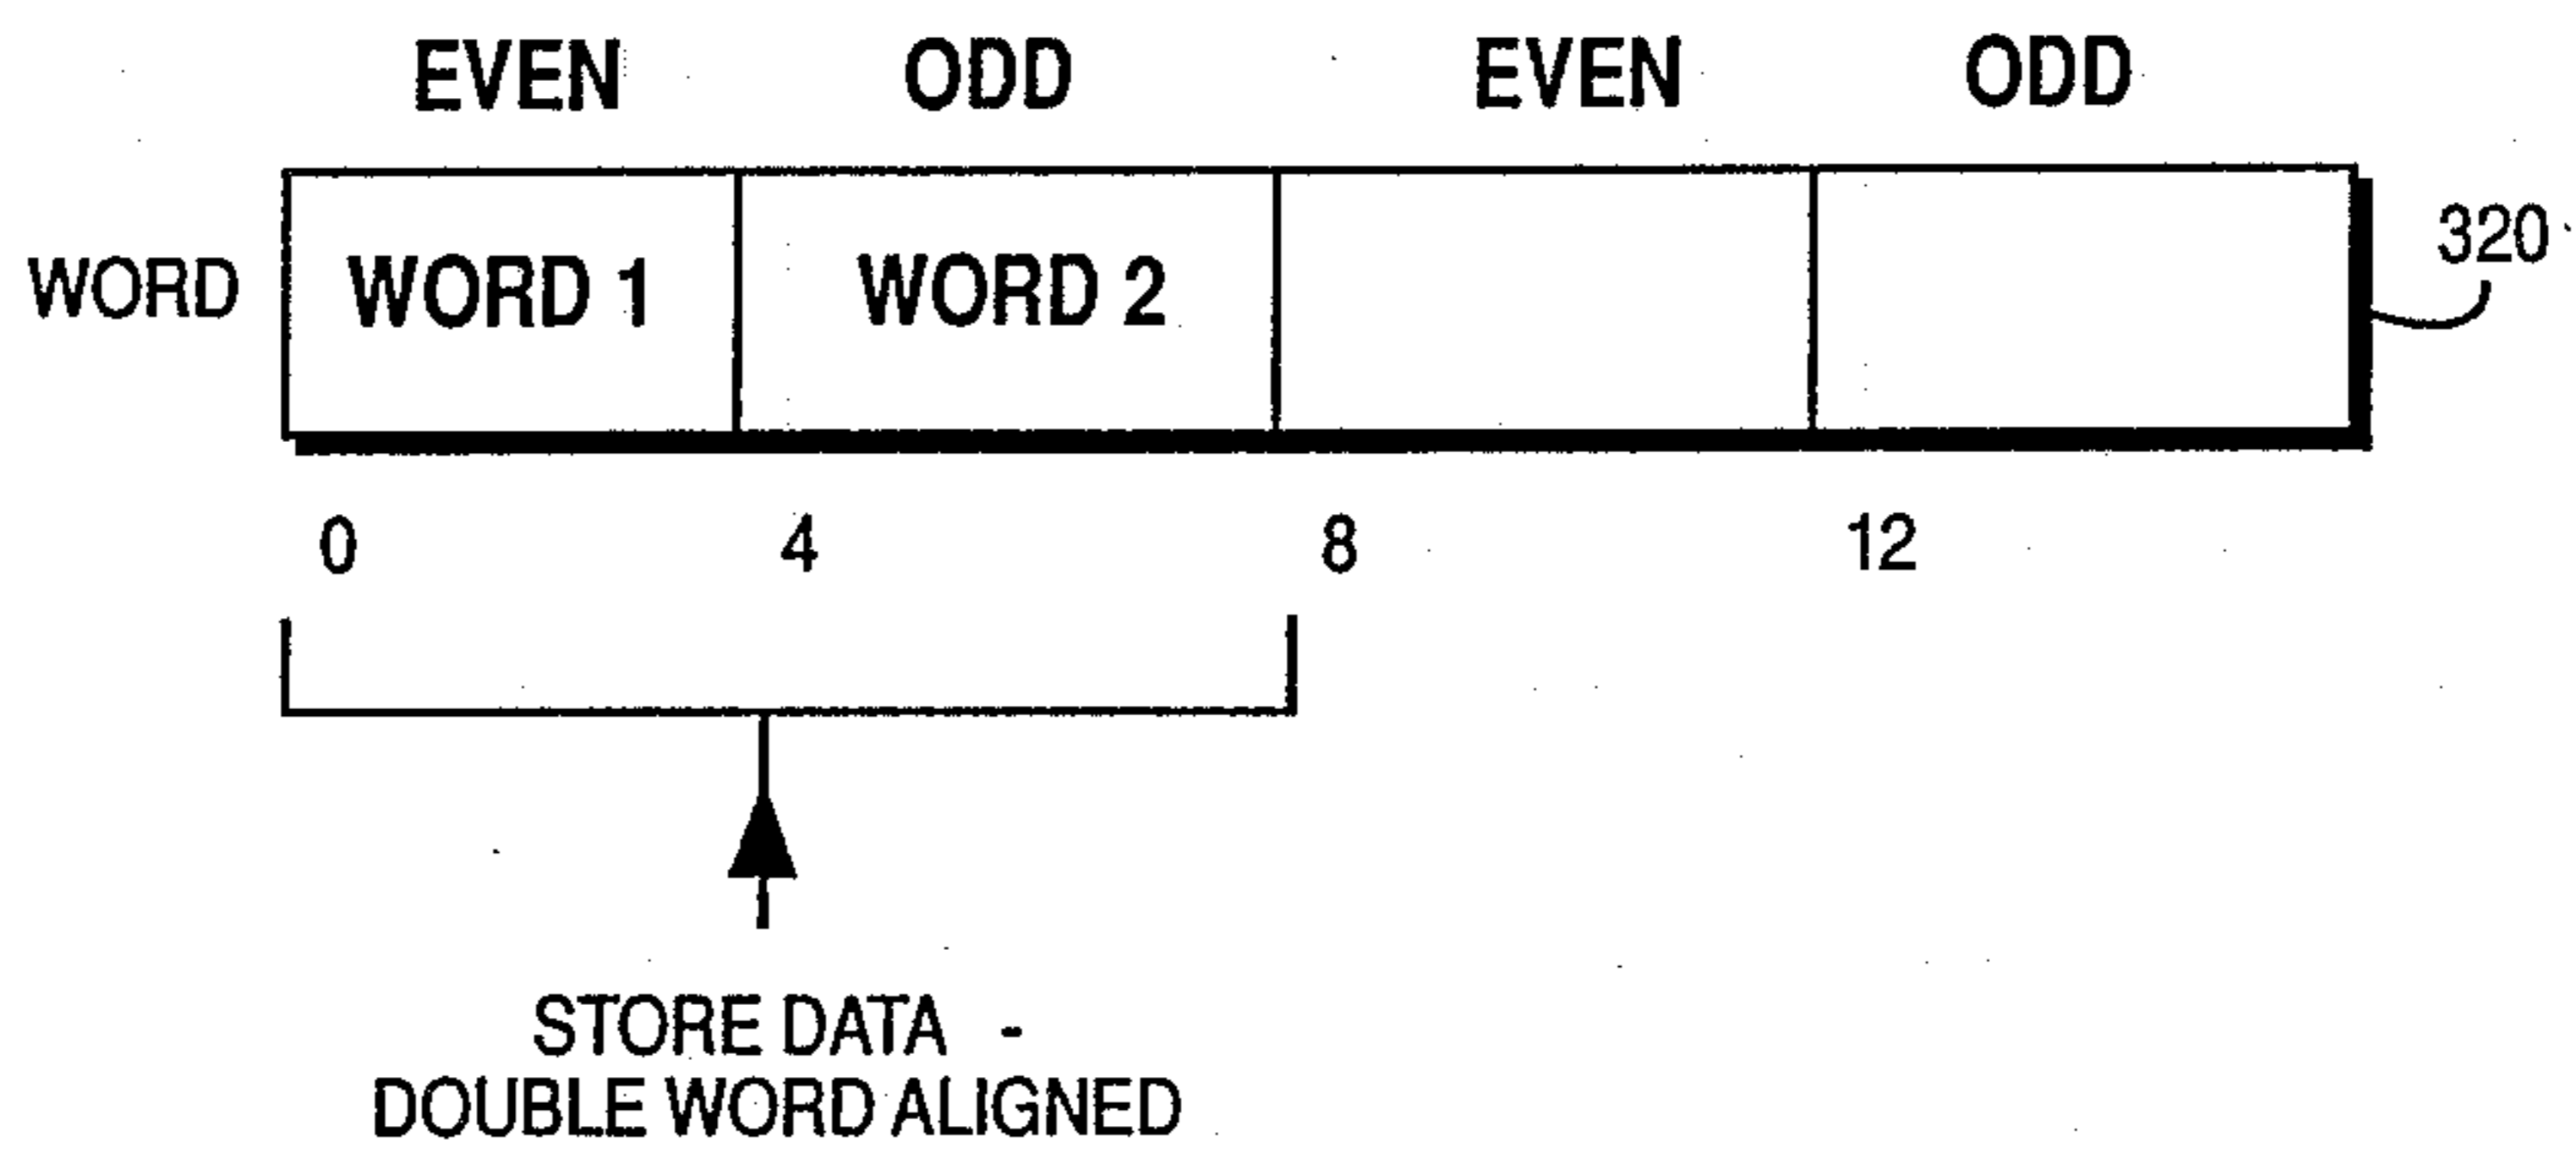 EVEN ODD EVEN ODD
WORD WORD 1 WORD 2 320
0 4 8 12
STORE DATA -
DOUBLE WORD ALIGNED